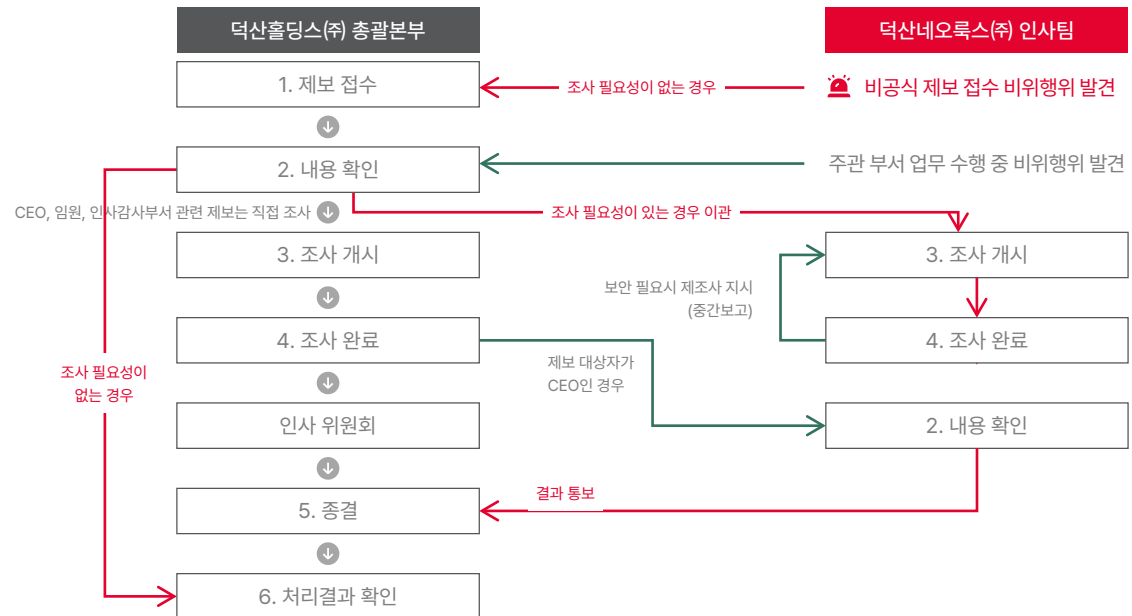 덕산홀딩스(주) 총괄본부
덕산네오룩스(주) 인사팀
1. 제보 접수
조사 필요성이 없는 경우
비공식 제보 접수 비위행위 발견
2. 내용 확인
주관 부서 업무 수행 중 비위행위 발견
CEO, 임원, 인사감사부서 관련 제보는 직접 조사
조사 필요성이 있는 경우 이관
3. 조사 개시
3. 조사 개시
보안 필요시 제조사 지시
(중간보고)
4. 조사 완료
4. 조사 완료
제보 대상자가
CEO인 경우
조사 필요성이
없는 경우
인사 위원회
2. 내용 확인
결과 통보
5. 종결
6. 처리결과 확인